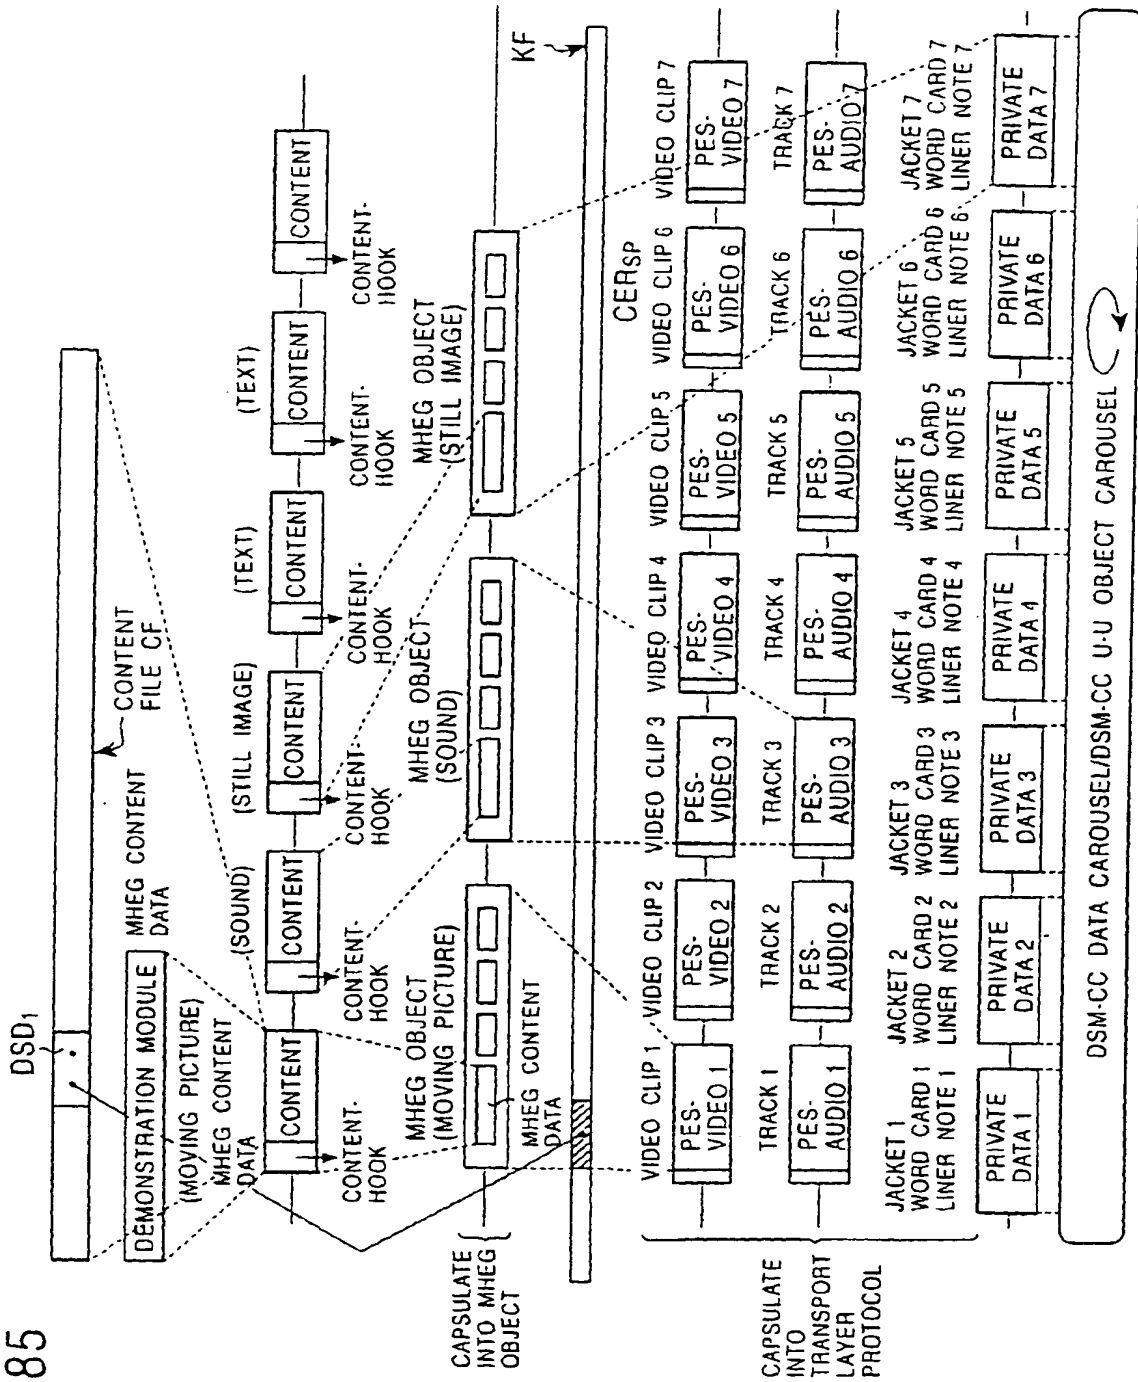 85
DSD1
CONTENT
FILE CF
DEMONSTRATION MODULE
MHEG CONTENT
DATA
(MOVING PICTURE)
MHEG CONTENT
DATA
(SOUND)
(STILL IMAGE)
(TEXT)
(TEXT)
CONTENT
CONTENT
CONTENT
CONTENT
CONTENT
CONTENT
CONTENT-
HOOK
CONTENT-
HOOK
CONTENT-
HOOK
CONTENT-
HOOK
CONTENT-
HOOK
CONTENT-
HOOK
MHEG OBJECT
(MOVING PICTURE)
MHEG OBJECT
(SOUND)
MHEG OBJECT
(STILL IMAGE)
CAPSULATE
INTO MHEG
OBJECT
MHEG CONTENT
DATA
KF
CERSP
VIDEO CLIP 1
VIDEO CLIP 2
VIDEO CLIP 3
VIDEO CLIP 4
VIDEO CLIP 5
VIDEO CLIP 6
VIDEO CLIP 7
PES-
VIDEO 1
PES-
VIDEO 2
PES-
VIDEO 3
PES-
VIDEO 4
PES-
VIDEO 5
PES-
VIDEO 6
PES-
VIDEO 7
CAPSULATE
INTO
TRANSPORT
LAYER
PROTOCOL
TRACK 1
TRACK 2
TRACK 3
TRACK 4
TRACK 5
TRACK 6
TRACK 7
PES-
AUDIO 1
PES-
AUDIO 2
PES-
AUDIO 3
PES-
AUDIO 4
PES-
AUDIO 5
PES-
AUDIO 6
PES-
AUDIO 7
JACKET 1
WORD CARD 1
LINER NOTE 1
JACKET 2
WORD CARD 2
LINER NOTE 2
JACKET 3
WORD CARD 3
LINER NOTE 3
JACKET 4
WORD CARD 4
LINER NOTE 4
JACKET 5
WORD CARD 5
LINER NOTE 5
JACKET 6
WORD CARD 6
LINER NOTE 6
JACKET 7
WORD CARD 7
LINER NOTE 7
PRIVATE
DATA 1
PRIVATE
DATA 2
PRIVATE
DATA 3
PRIVATE
DATA 4
PRIVATE
DATA 5
PRIVATE
DATA 6
PRIVATE
DATA 7
DSM-CC DATA CAROUSEL/DSM-CC U-U OBJECT CAROUSEL